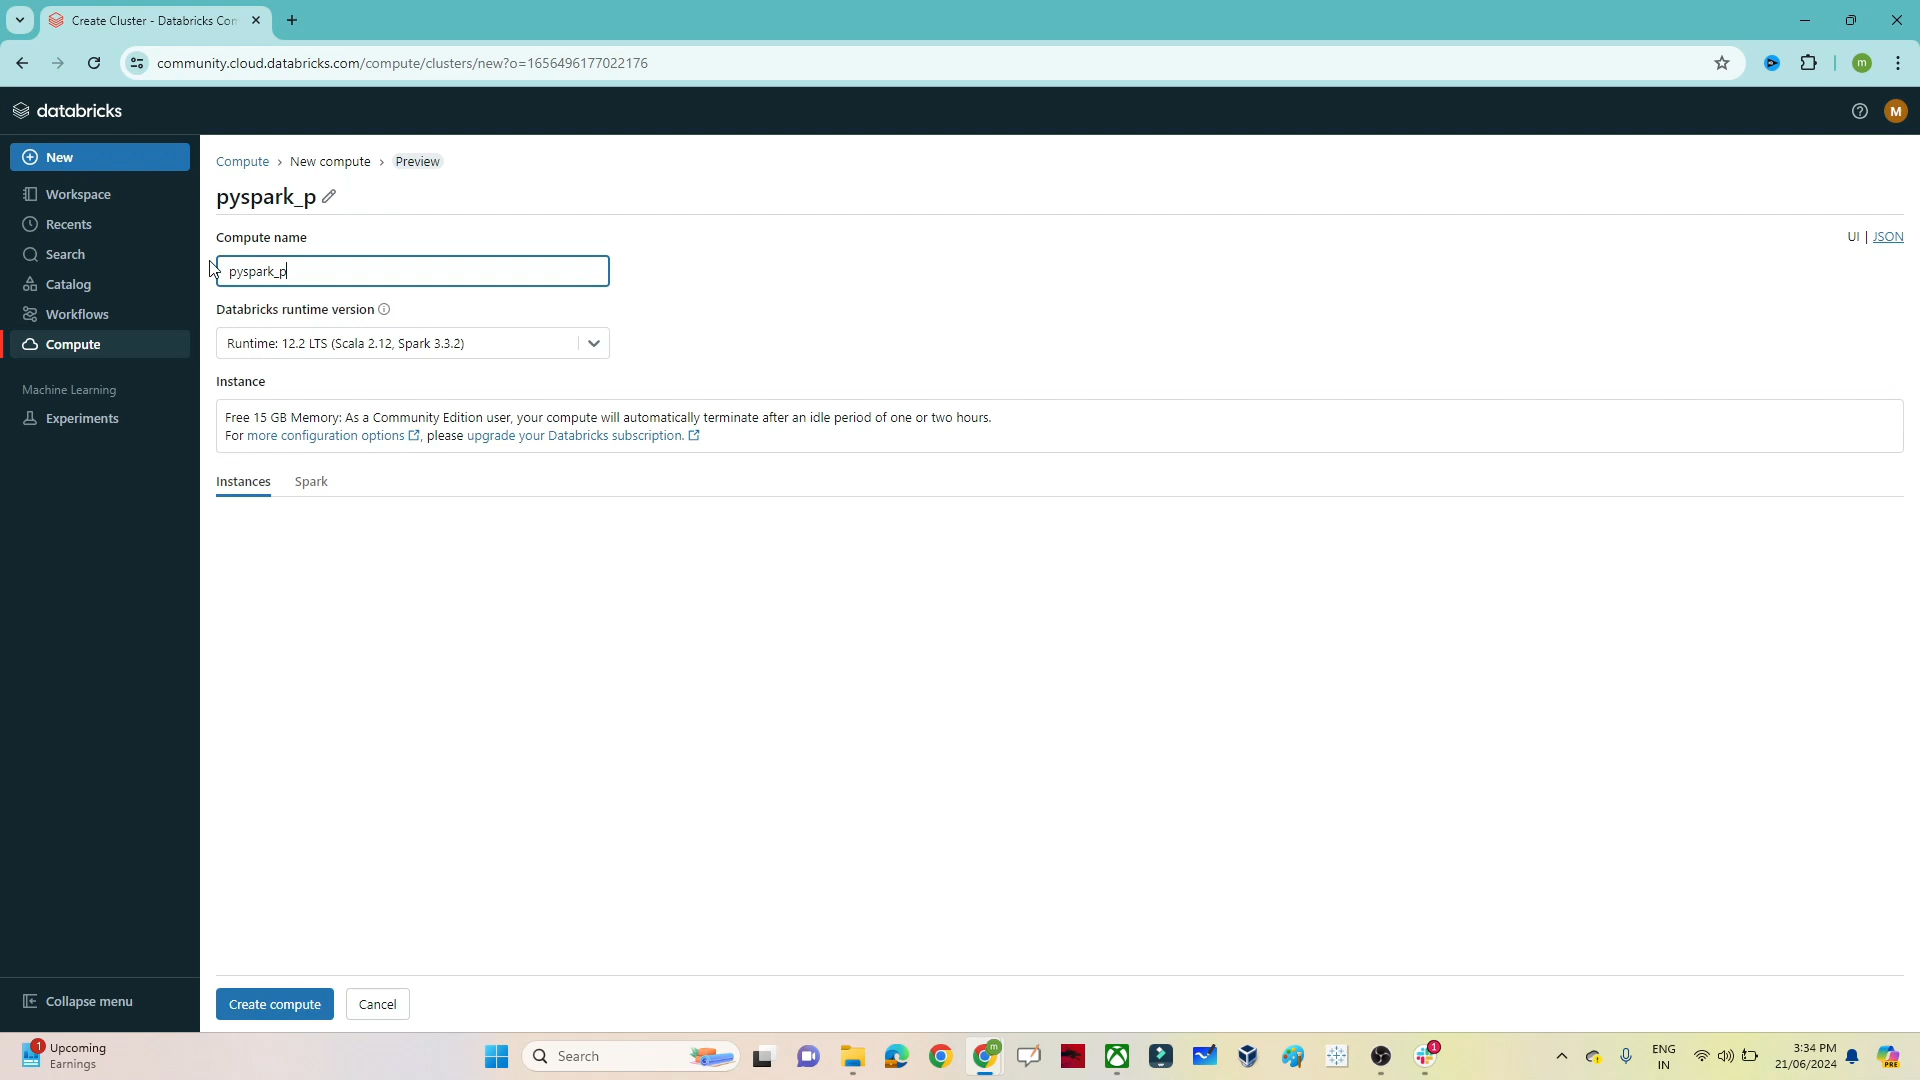 Create Cluster - Databricks Com
community.cloud.databricks.com/compute/clusters/new?o=1656496177022176
m
databricks
M
New
Workspace
Recents
Search
Catalog
Workflows
Compute
Machine Learning
Experiments
Collapse menu
Compute › New compute › Preview
pyspark_p
Compute name
UI | JSON
pyspark_p
Databricks runtime version
Runtime: 12.2 LTS (Scala 2.12, Spark 3.3.2)
Instance
Free 15 GB Memory: As a Community Edition user, your compute will automatically terminate after an idle period of one or two hours.
For more configuration options, please upgrade your Databricks subscription.
Instances Spark
Create compute Cancel
1
Upcoming
Earnings
Search
m
1
ENG
IN
3:34 PM
21/06/2024
PRE